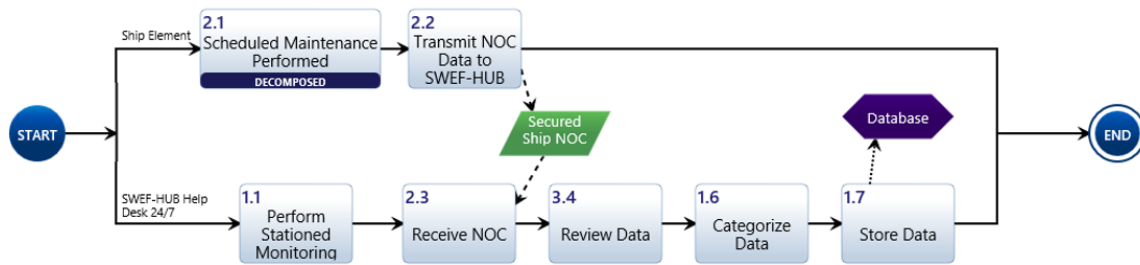 START
Ship Element
2.1
Scheduled Maintenance
Performed
DECOMPOSED
2.2
Transmit NOC
Data to
SWEF-HUB
Secured
Ship NOC
Database
END
SWEF-HUB Help
Desk 24/7
1.1
Perform
Stationed
Monitoring
2.3
Receive NOC
3.4
Review Data
1.6
Categorize
Data
1.7
Store Data